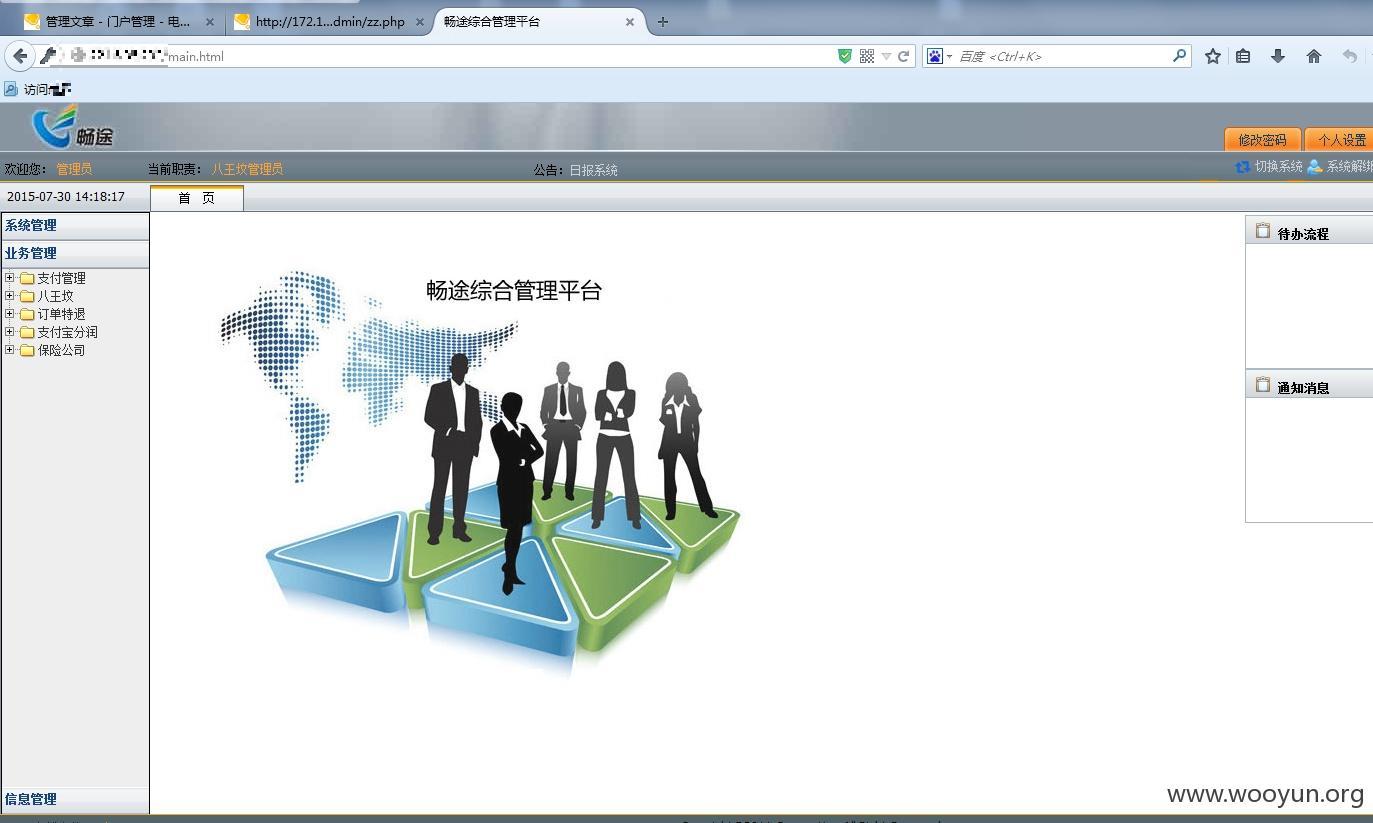 管理文章 - 门户管理 - 电...
http://172.1...dmin/zz.php
畅途综合管理平台
main.html
百度 <Ctrl+K>
访问
畅途
修改密码
个人设置
欢迎您: 管理员
当前职责: 八王坟管理员
公告: 日报系统
切换系统
系统解绑
2015-07-30 14:18:17
首 页
系统管理
业务管理
支付管理
八王坟
订单特退
支付宝分润
保险公司
信息管理
畅途综合管理平台
待办流程
通知消息
www.wooyun.org